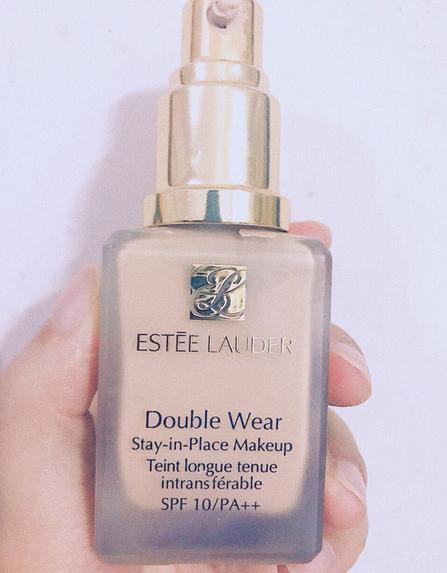 ESTĒE LAUDER
Double Wear
Stay-in-Place Makeup
Teint longue tenue
intransférable
SPF 10/PA++